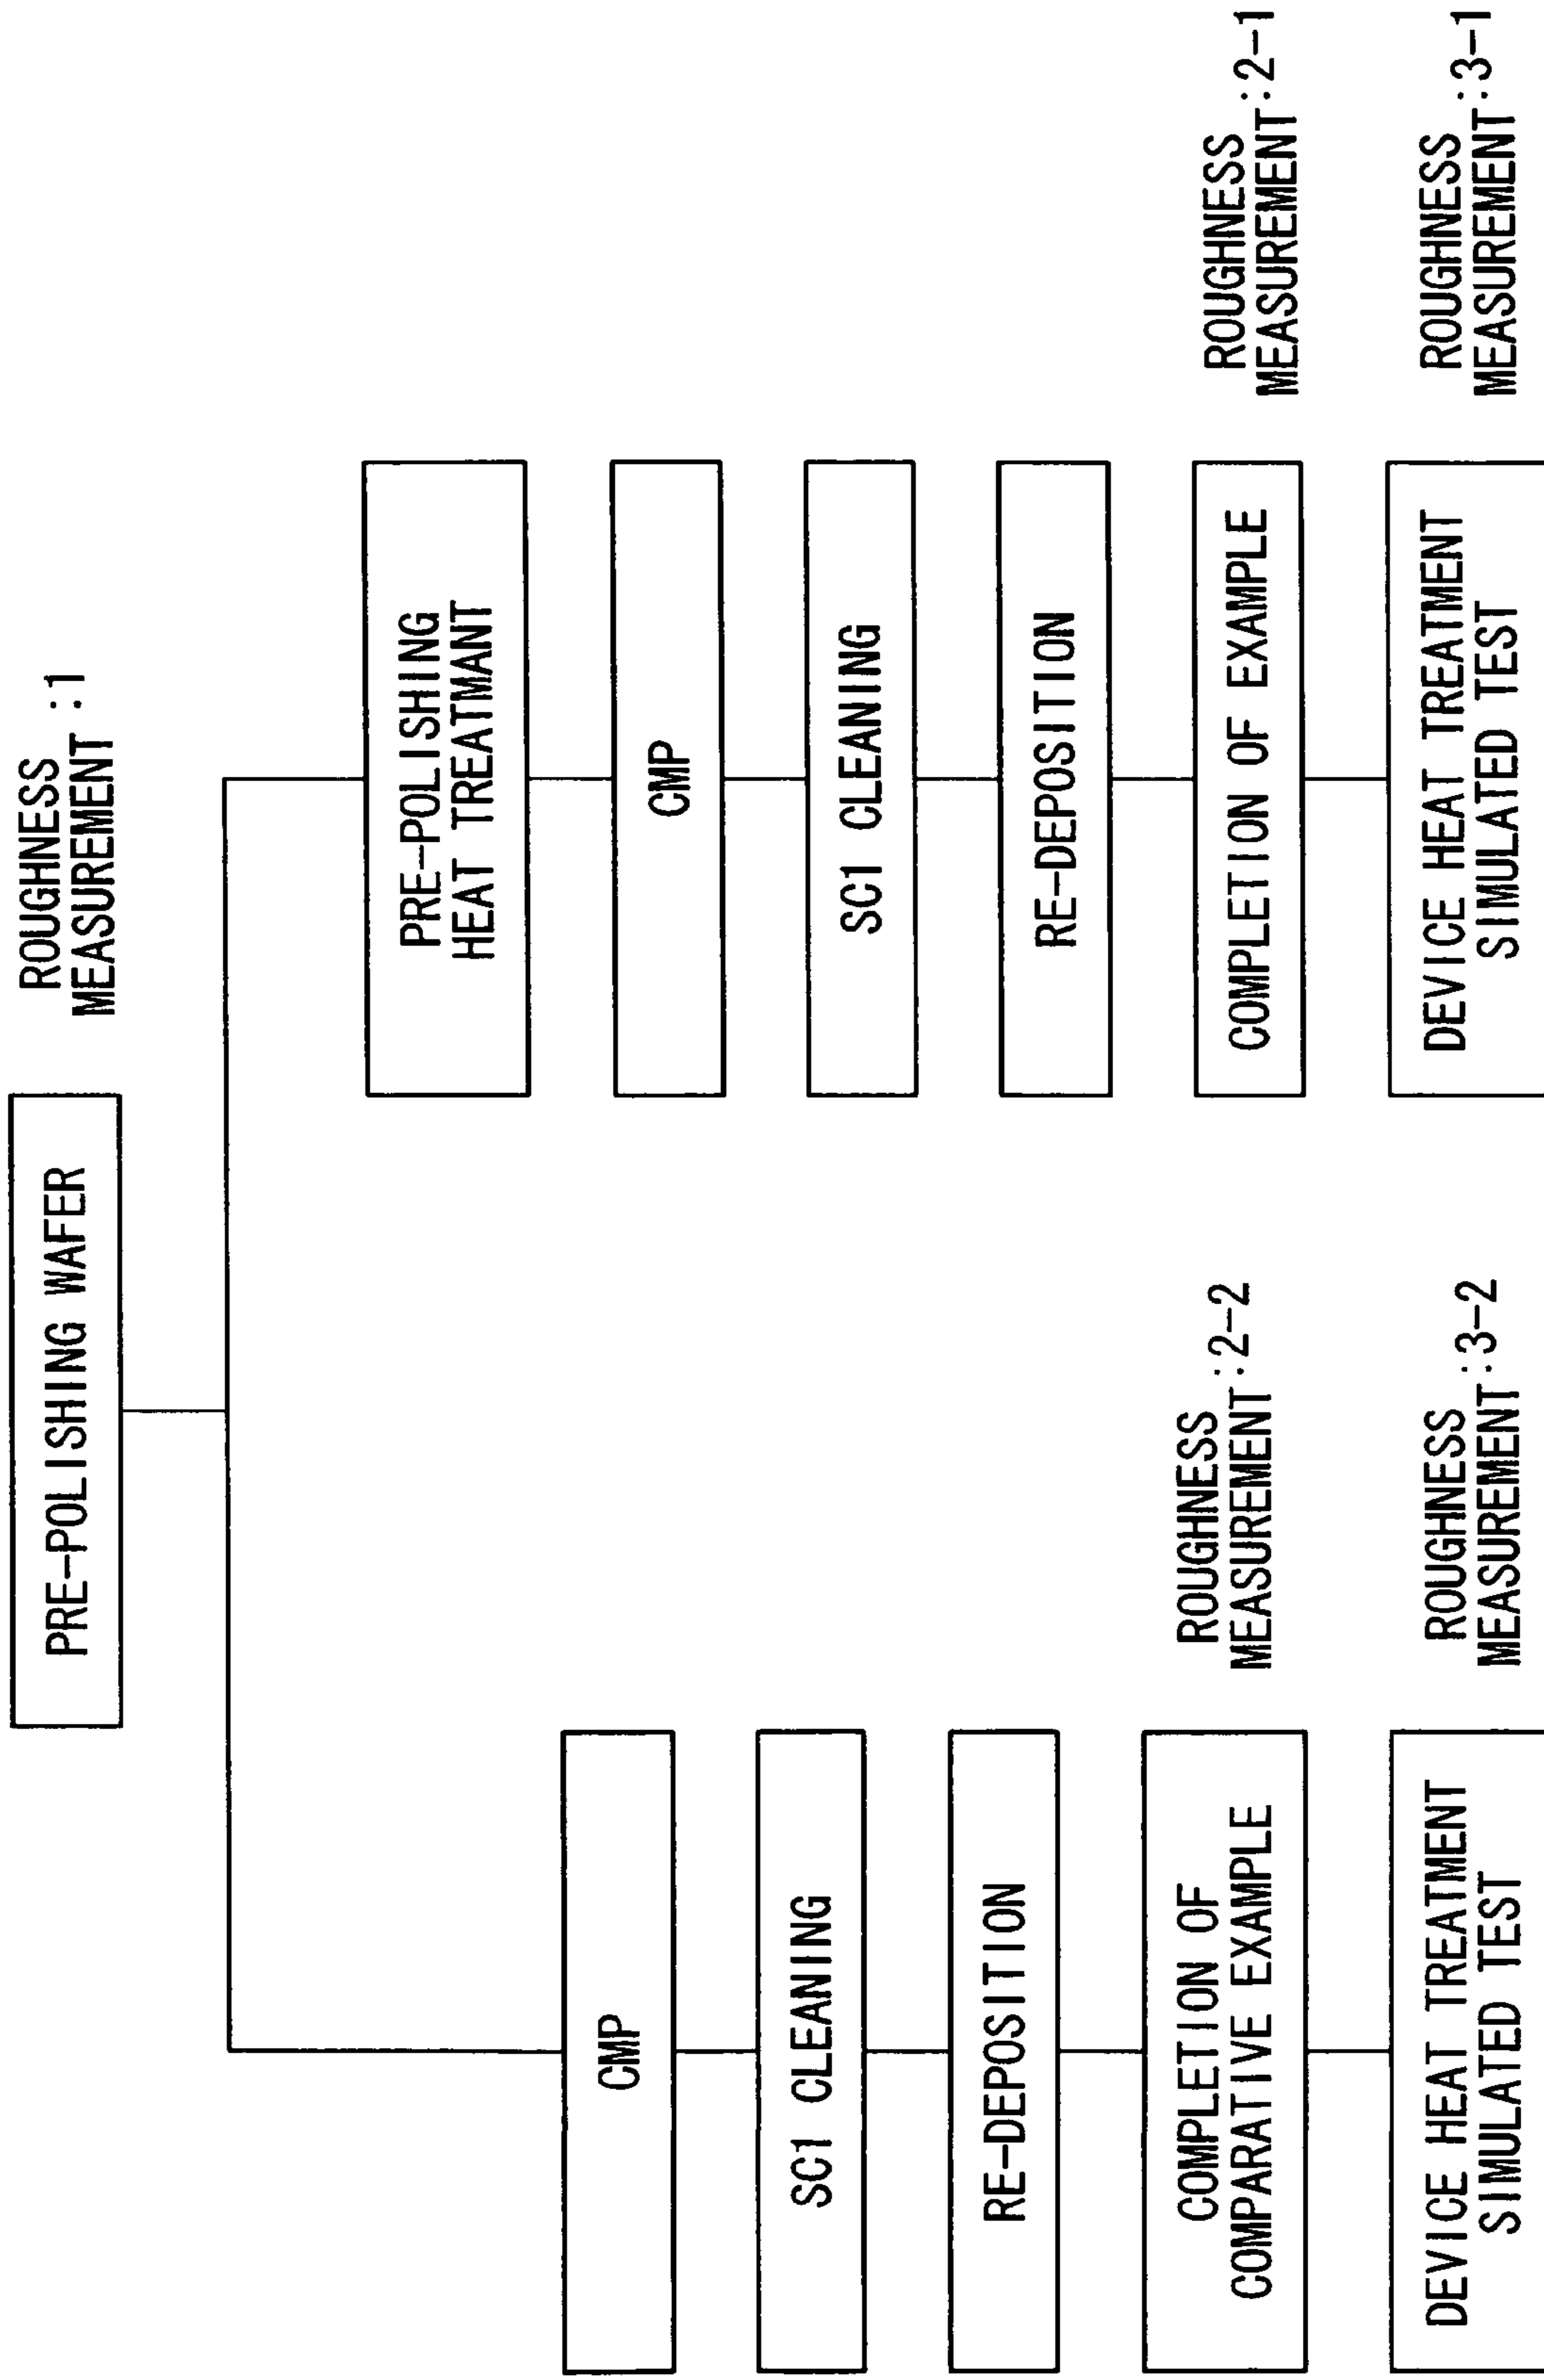 PRE-POLISHING WAFER
ROUGHNESS
MEASUREMENT :1
CMP
SC1 CLEANING
RE-DEPOSITION
COMPLETION OF
COMPARATIVE EXAMPLE
ROUGHNESS
MEASUREMENT:2-2
DEVICE HEAT TREATMENT
SIMULATED TEST
ROUGHNESS
MEASUREMENT:3-2
PRE-POLISHING
HEAT TREATMANT
CMP
SC1 CLEANING
RE-DEPOSITION
COMPLETION OF EXAMPLE
ROUGHNESS
MEASUREMENT:2-1
DEVICE HEAT TREATMENT
SIMULATED TEST
ROUGHNESS
MEASUREMENT:3-1